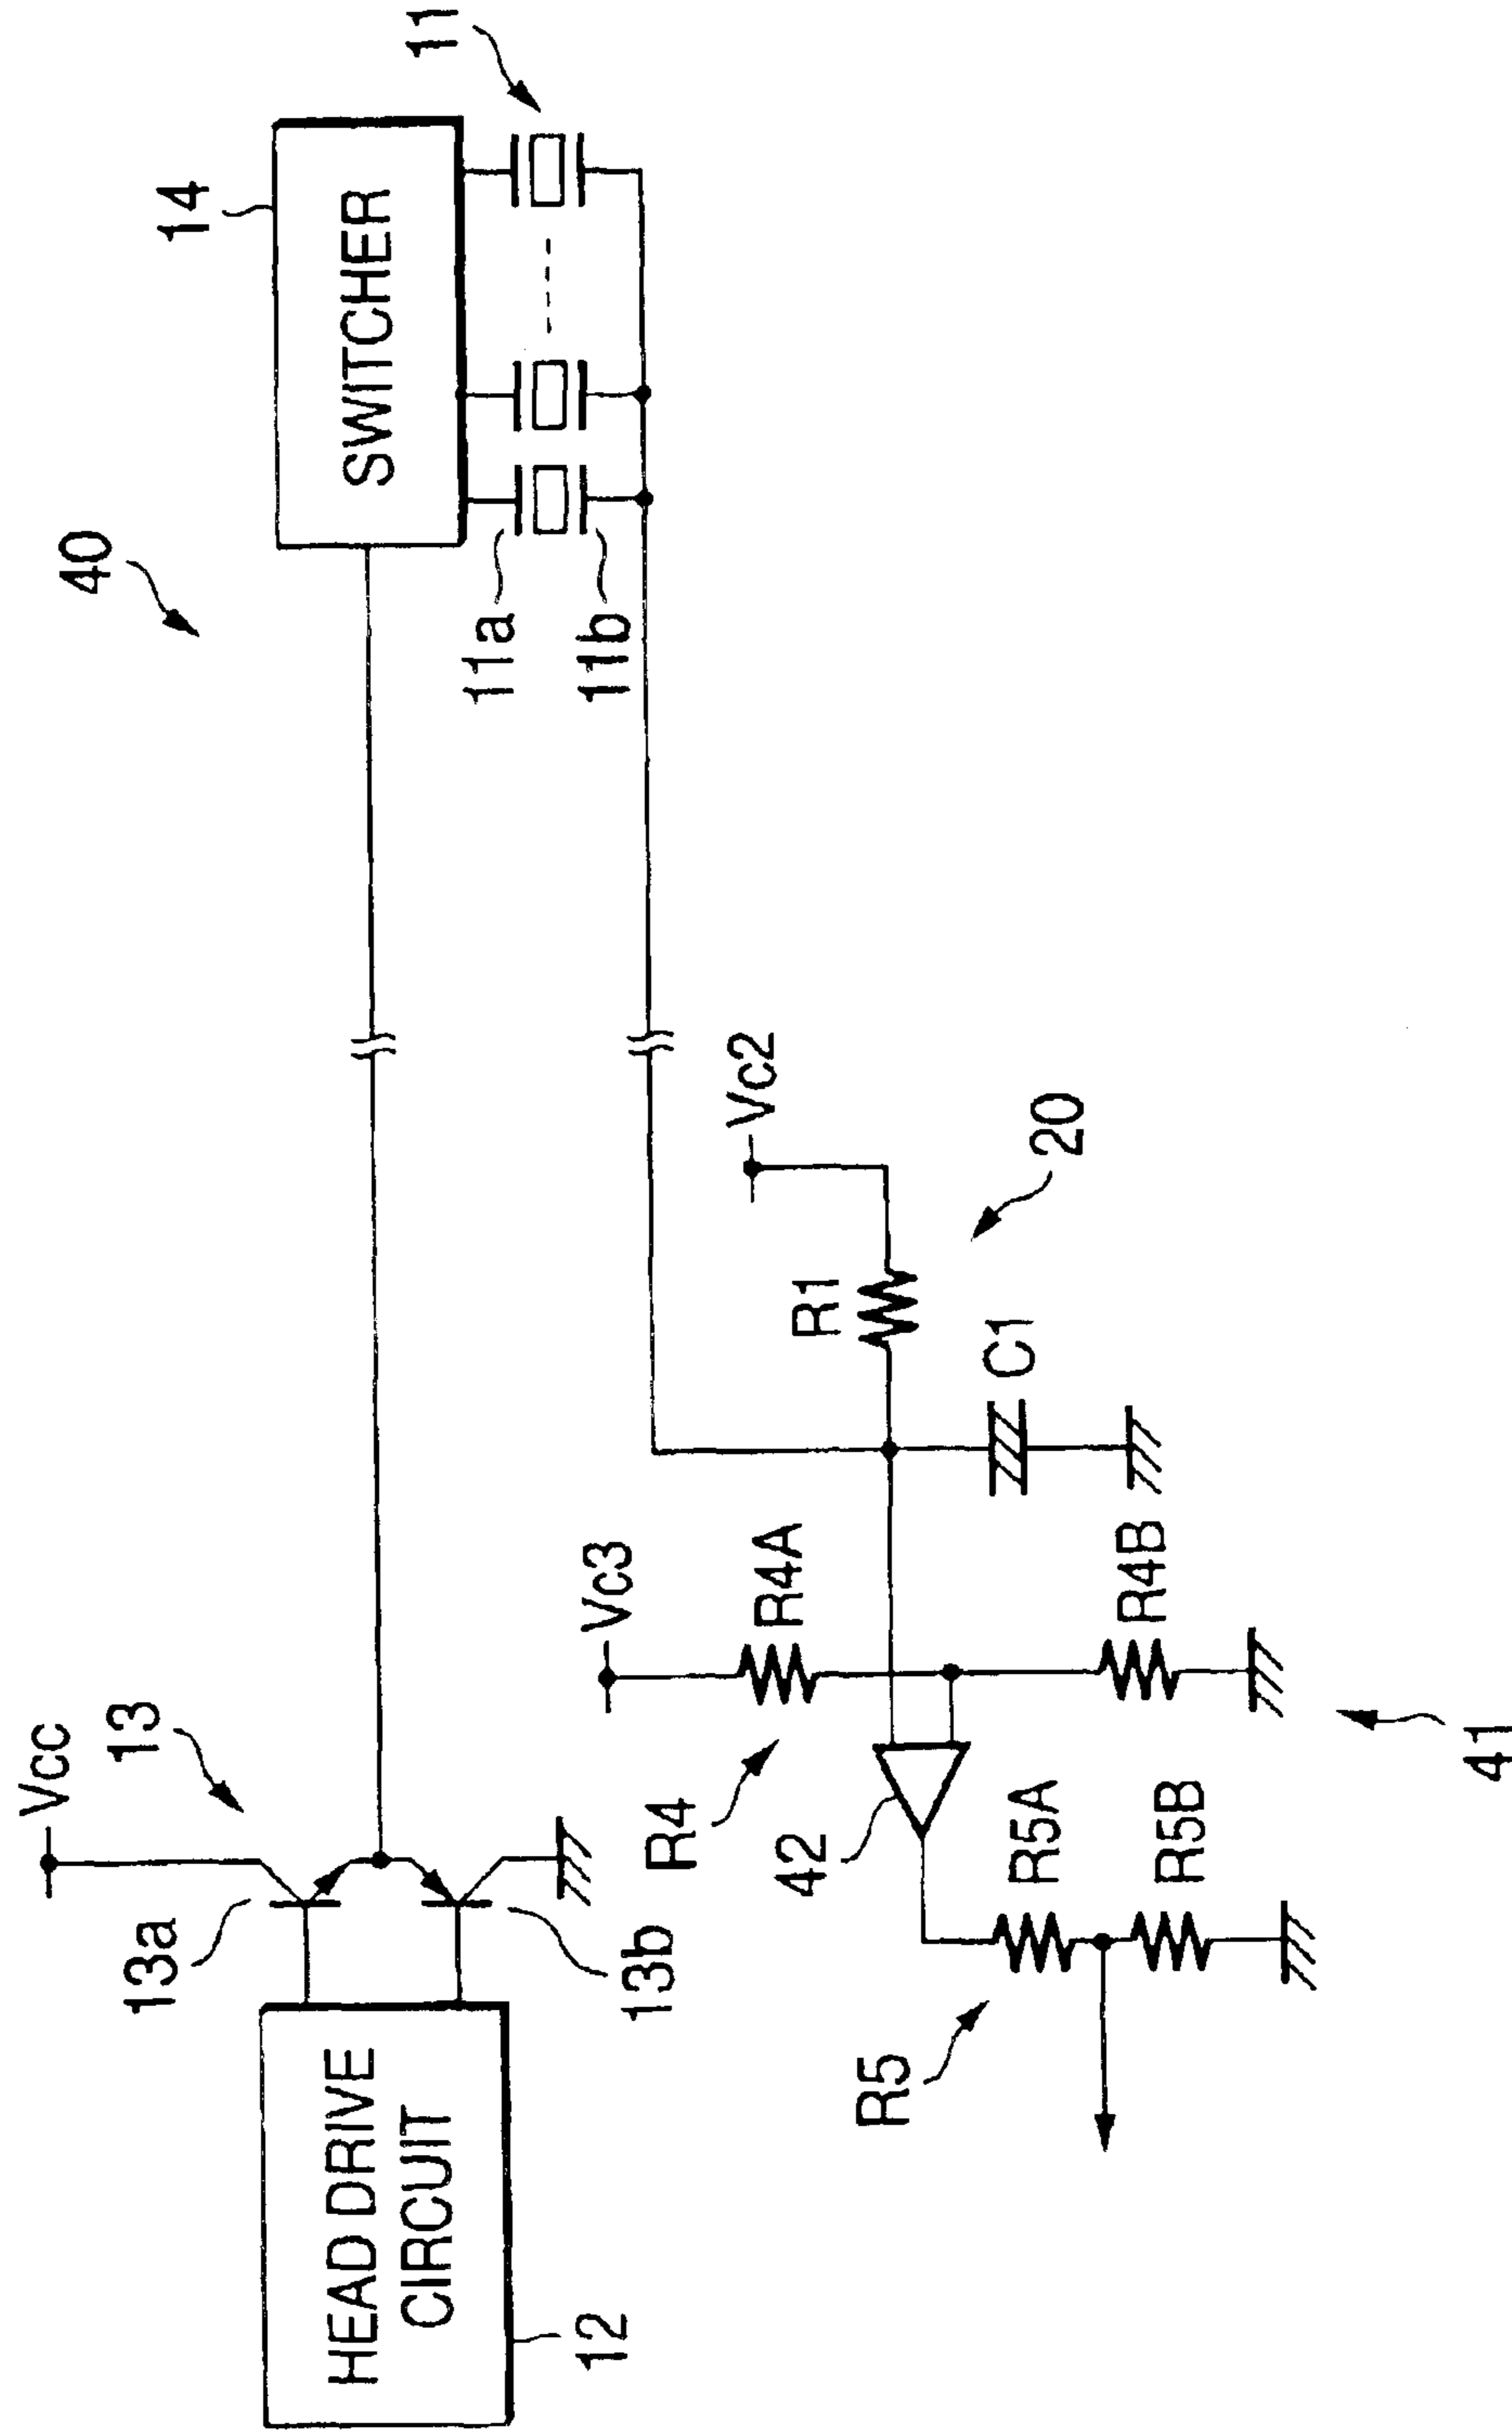 40
Vcc
13
14
11
13a
HEAD DRIVE
CIRCUIT
SWITCHER
12
13b
11a
11b
Vc3
Vc2
R4
R4A
R1
20
42
R5
R5A
R4B
C1
R5B
41